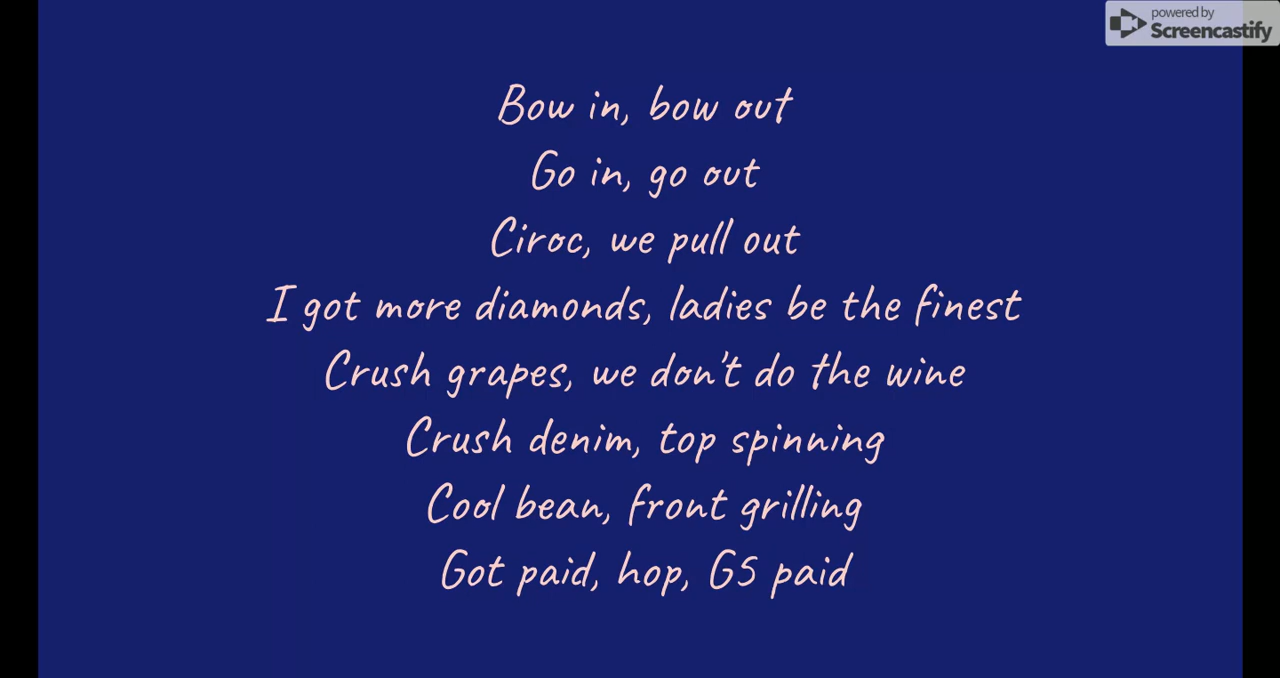 powered by
Screencastify
Bow in, bow out
Go in, go out
Ciroc, we pull out
I got more diamonds, ladies be the finest
Crush grapes, we don't do the wine
Crush denim, top spinning
Cool bean, front grilling
Got paid, hop, G5 paid